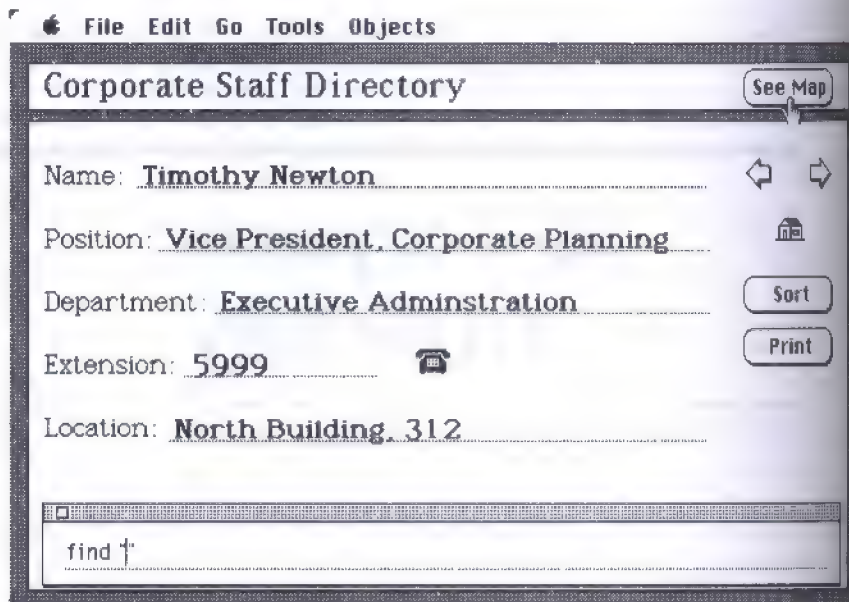 File Edit Go Tools Objects
Corporate Staff Directory
See Map
Name: Timothy Newton
Position: Vice President, Corporate Planning
Department: Executive Adminstration
Sort
Print
Extension: 5999
Location: North Building, 312
find ""